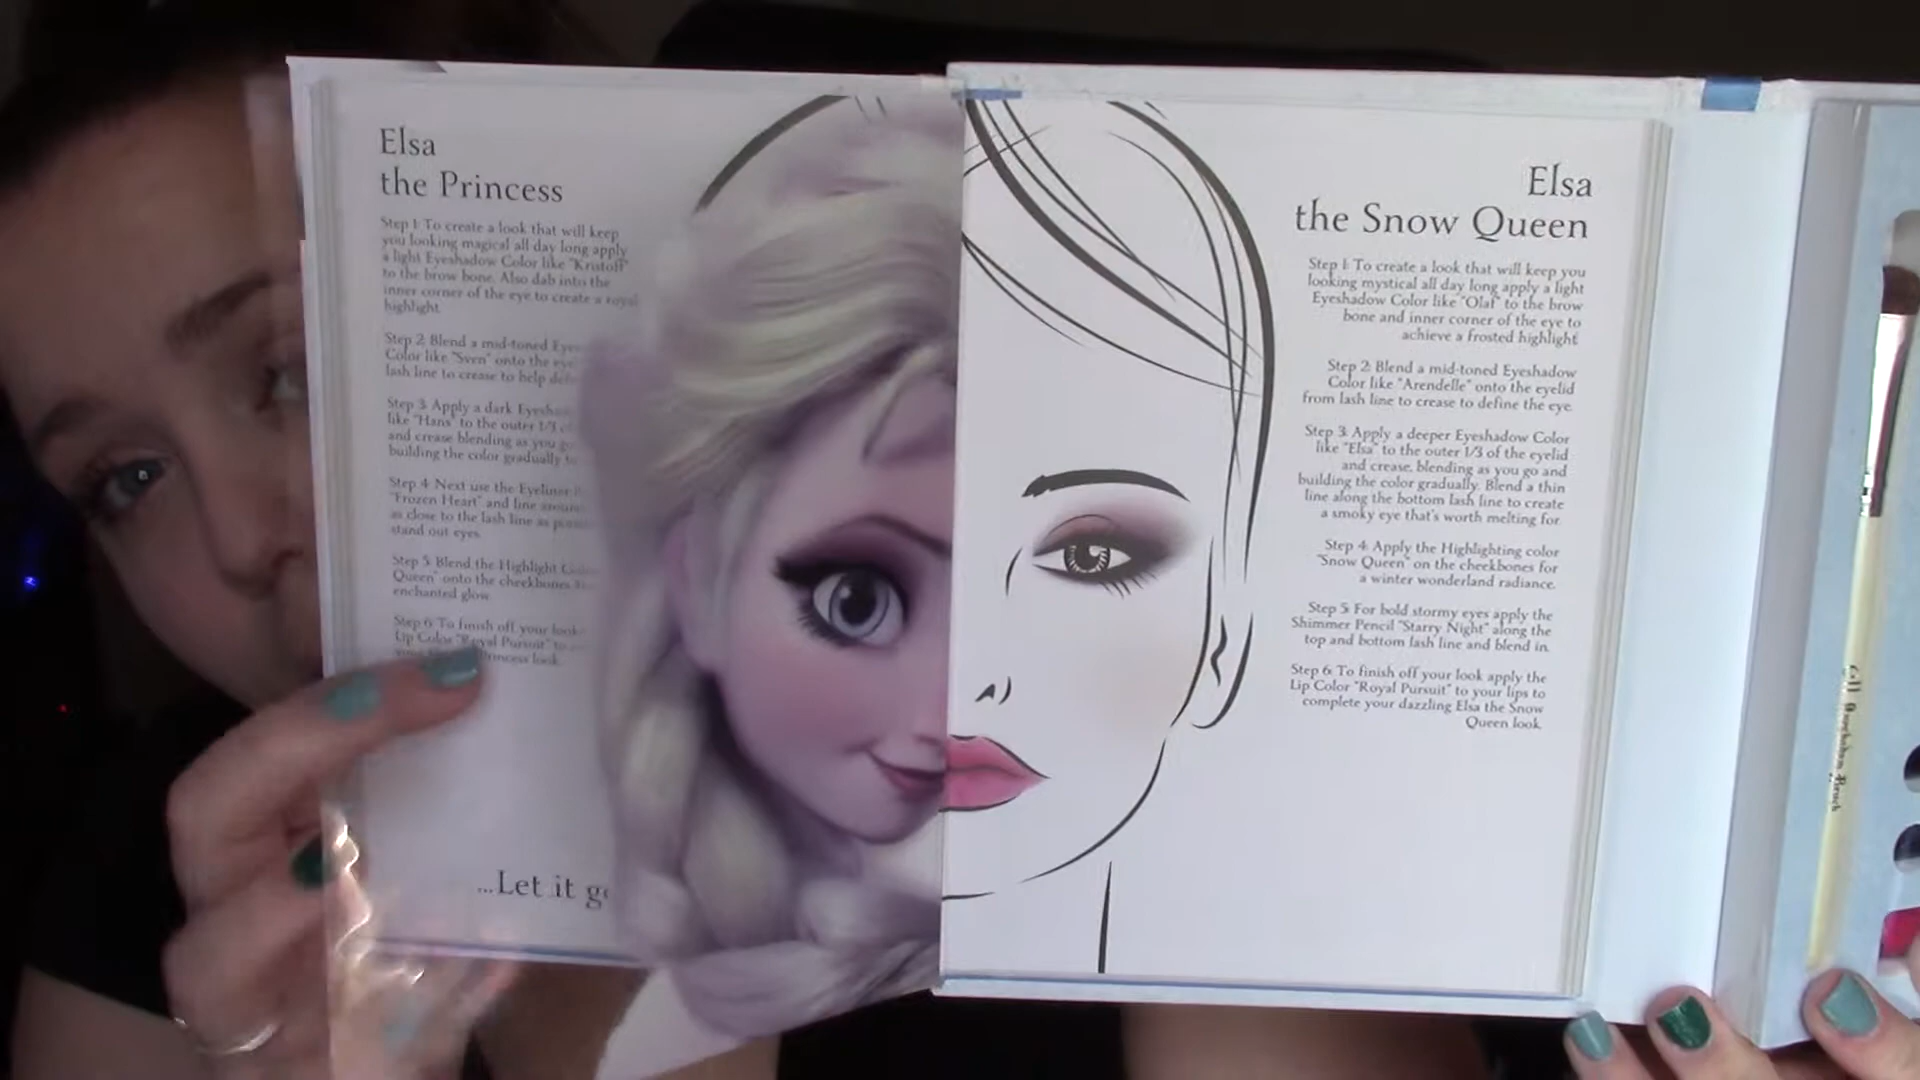 Elsa
the Princess
Step 1: To create a look that will keep
you looking magical all day long apply
a light Eyeshadow Color like "Kristoff"
to the brow bone. Also dab into the
inner corner of the eye to create a royal
highlight.
Step 2: Blend a mid-toned
Color like "Sven" onto the
lash line to crease to help
Step 3: Apply a dark
like "Hans" to the outer 1/3
and crease blending as you
building the color gradually
Step 4: Next use the Eyeliner
"Frozen Heart" and line
as close to the lash line as
stand out eyes.
Step 5: Blend the Highlight
Queen" onto the cheekbones
enchanted glow.
Step 6: To finish off your look
Lip Color "Royal Pursuit" to
Princess look.
...Let it go
Elsa
the Snow Queen
Step 1: To create a look that will keep you
looking mystical all day long apply a light
Eyeshadow Color like "Olaf" to the brow
bone and inner corner of the eye to
achieve a frosted highlight.
Step 2: Blend a mid-toned Eyeshadow
Color like "Arendelle" onto the eyelid
from lash line to crease to define the eye.
Step 3: Apply a deeper Eyeshadow Color
like "Elsa" to the outer 1/3 of the eyelid
and crease, blending as you go and
building the color gradually. Blend a thin
line along the bottom lash line to create
a smoky eye that's worth melting for.
Step 4: Apply the Highlighting color
"Snow Queen" on the cheekbones for
a winter wonderland radiance.
Step 5: For bold stormy eyes apply the
Shimmer Pencil "Starry Night" along the
top and bottom lash line and blend in.
Step 6: To finish off your look apply the
Lip Color "Royal Pursuit" to your lips to
complete your dazzling Elsa the Snow
Queen look.